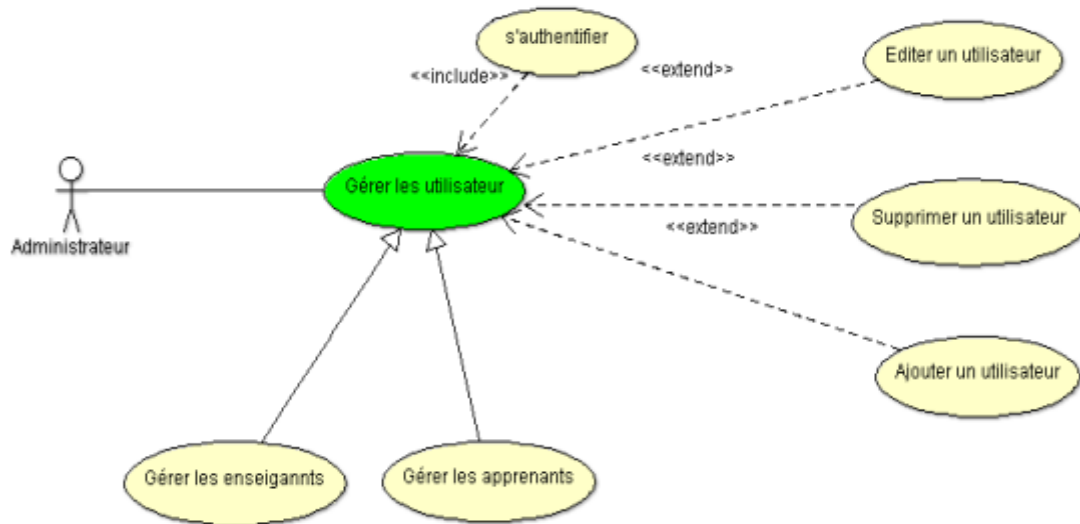 s'authentifier
Editer un utilisateur
<<include>>
<<extend>>
<<extend>>
Gérer les utilisateur
Supprimer un utilisateur
<<extend>>
Administrateur
Ajouter un utilisateur
Gérer les enseigannts
Gérer les apprenants